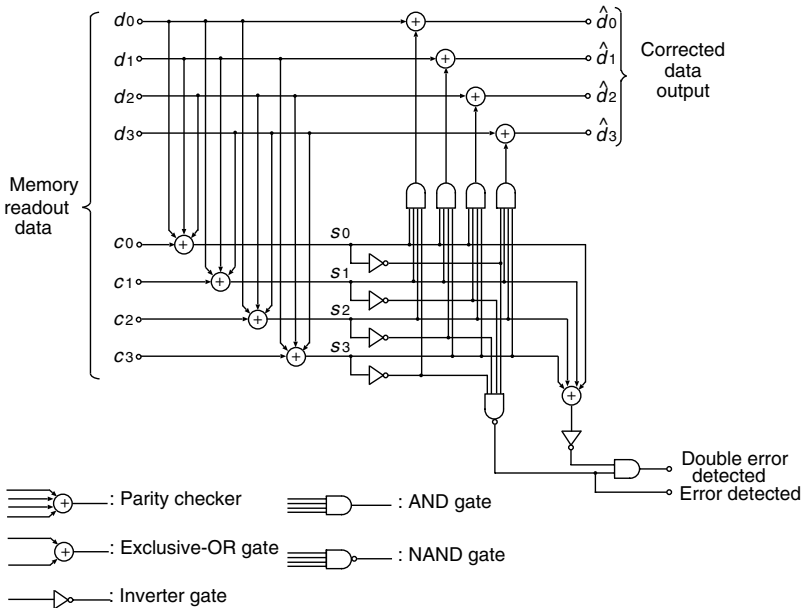 d0
d1
d2
d3
Memory
readout
data
c0
c1
c2
c3
s0
s1
s2
s3
d̂0
d̂1
d̂2
d̂3
Corrected
data
output
Double error
detected
Error detected
: Parity checker
: AND gate
: Exclusive-OR gate
: NAND gate
: Inverter gate